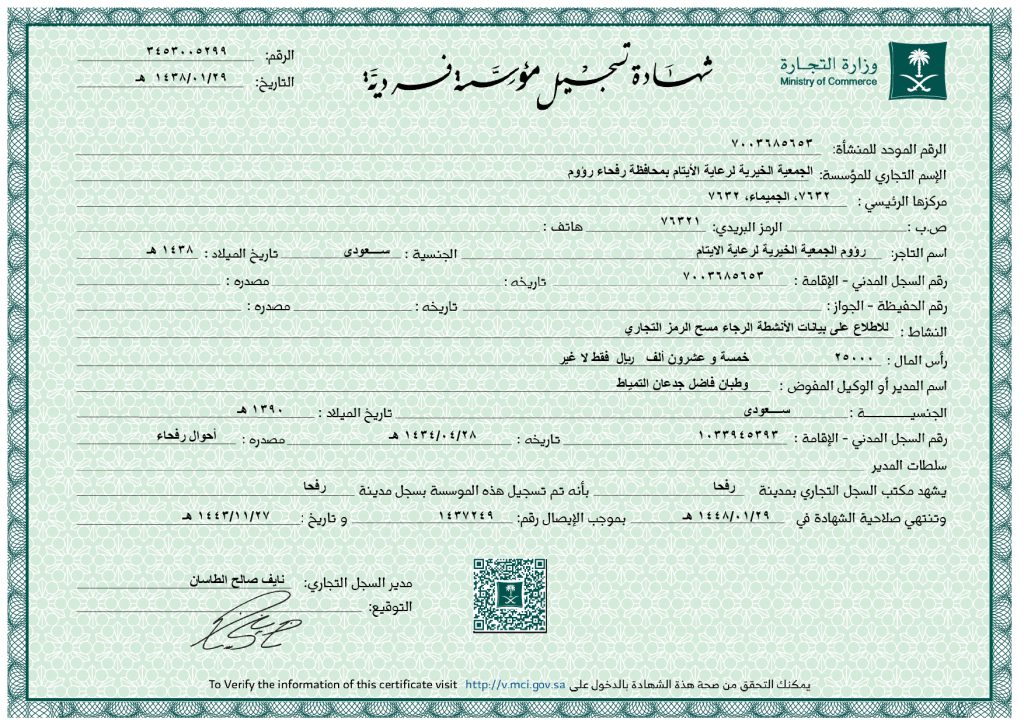 وزارة التجارة
Ministry of Commerce
شهادة تسجيل مؤسسة فردية
الرقم: ٣٤٥٣٠٠٥٢٩٩
التاريخ: ١٤٣٨/٠١/٢٩ هـ
الرقم الموحد للمنشأة: ٧٠٠٣٦٨٥٦٥٣
الإسم التجاري للمؤسسة: الجمعية الخيرية لرعاية الأيتام بمحافظة رفحاء رؤوم
مركزها الرئيسي : ٧٦٣٢، الجميماء، ٧٦٣٢
ص.ب : الرمز البريدي: ٧٦٣٢١ هاتف :
اسم التاجر: رؤوم الجمعية الخيرية لرعاية الايتام الجنسية : سعودى تاريخ الميلاد : ١٤٣٨ هـ
رقم السجل المدني - الإقامة : ٧٠٠٣٦٨٥٦٥٣ تاريخه : مصدره :
رقم الحفيظة - الجواز : تاريخه : مصدره :
النشاط : للاطلاع على بيانات الأنشطة الرجاء مسح الرمز التجاري
رأس المال : ٢٥٠٠٠ خمسة و عشرون ألف ريال فقط لا غير
اسم المدير أو الوكيل المفوض : وطبان فاضل جدعان التمياط
الجنسيـــــــة : سعودى تاريخ الميلاد : ١٣٩٠ هـ
رقم السجل المدني - الإقامة : ١٠٣٣٩٤٥٣٩٣ تاريخه : ١٤٣٤/٠٤/٢٨ هـ مصدره : أحوال رفحاء
سلطات المدير
يشهد مكتب السجل التجاري بمدينة رفحا بأنه تم تسجيل هذه الموسسة بسجل مدينة رفحا
وتنتهي صلاحية الشهادة في ١٤٤٨/٠١/٢٩ هـ بموجب الإيصال رقم: ١٤٣٧٢٤٩ و تاريخ : ١٤٤٣/١١/٢٧ هـ
مدير السجل التجاري: نايف صالح الطاسان
التوقيع:
يمكنك التحقق من صحة هذة الشهادة بالدخول على http://v.mci.gov.sa To Verify the information of this certificate visit